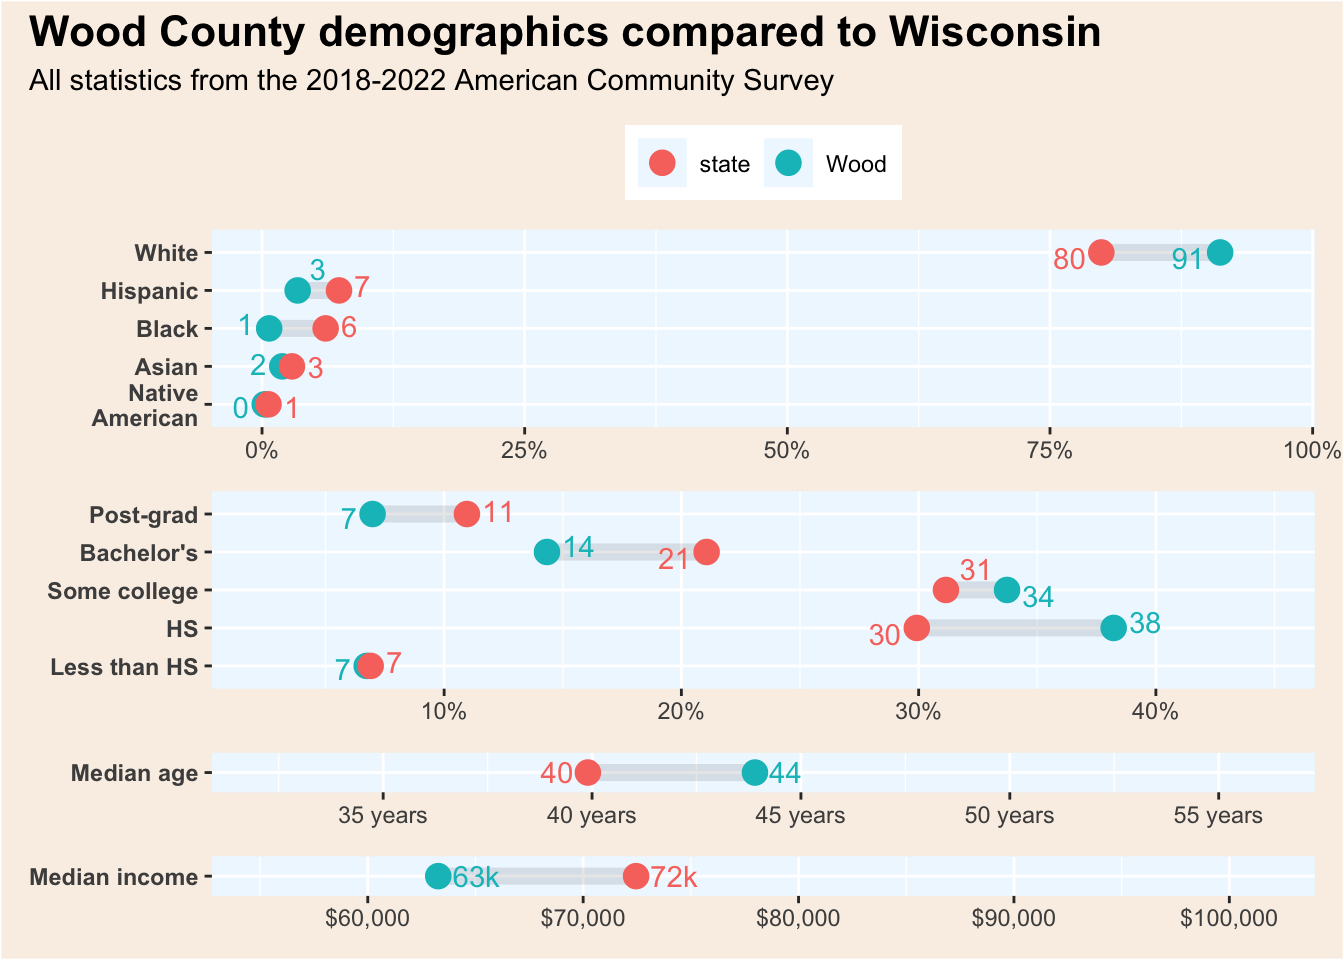 Wood County demographics compared to Wisconsin
All statistics from the 2018-2022 American Community Survey
state Wood
White 80 91
Hispanic 3 7
Black 1 6
Asian 2 3
Native
American 0 1
0% 25% 50% 75% 100%
Post-grad 7 11
Bachelor's 14 21
Some college 31 34
HS 30 38
Less than HS 7 7
10% 20% 30% 40%
Median age 40 44
35 years 40 years 45 years 50 years 55 years
Median income 63k 72k
$60,000 $70,000 $80,000 $90,000 $100,000